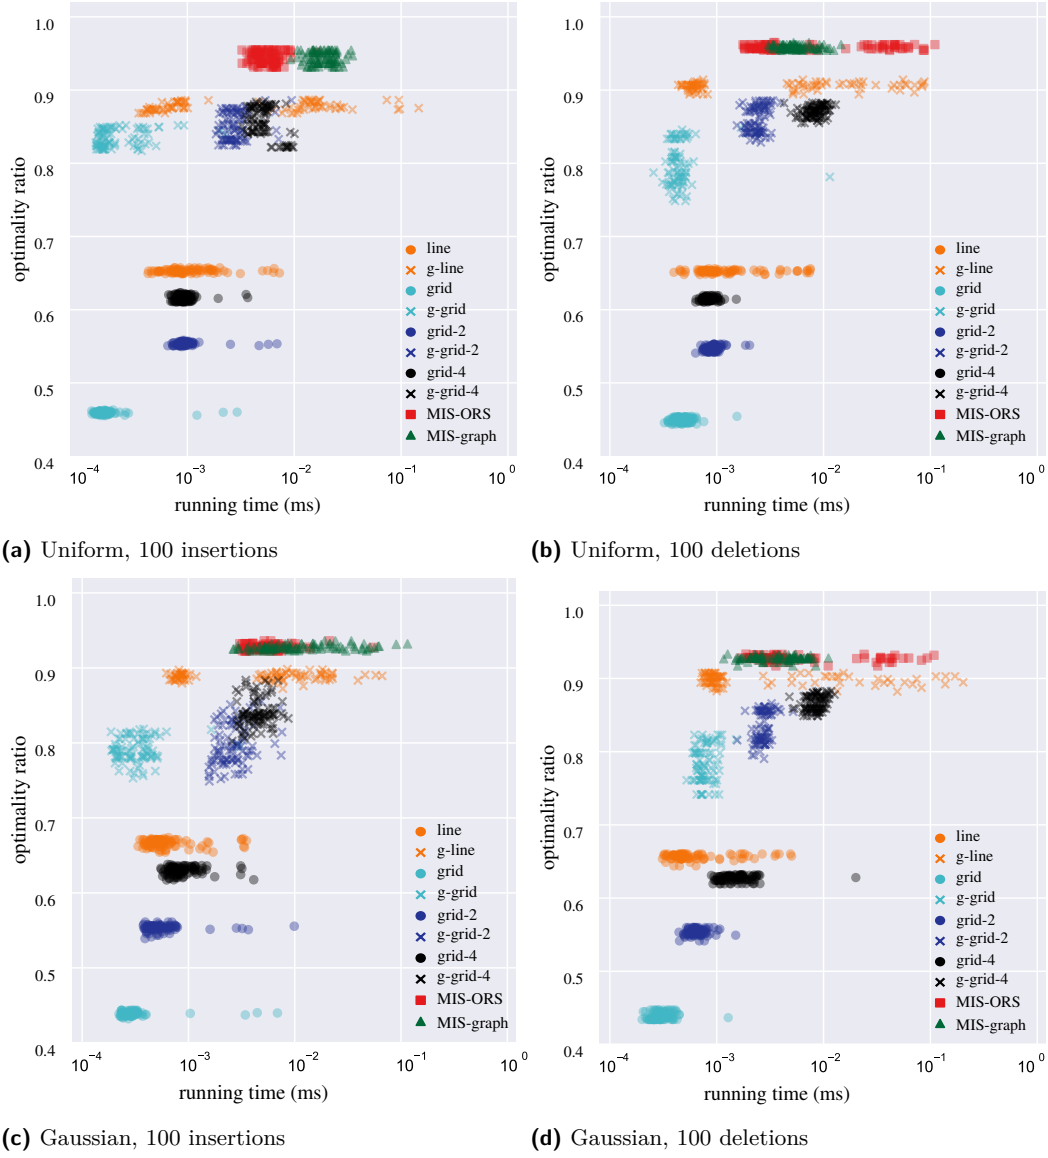 1.0
0.9
0.8
0.7
0.6
0.5
0.4
optimality ratio
line
g-line
grid
g-grid
grid-2
g-grid-2
grid-4
g-grid-4
MIS-ORS
MIS-graph
10⁻⁴ 10⁻³ 10⁻² 10⁻¹ 10⁰
running time (ms)
(a) Uniform, 100 insertions
1.0
0.9
0.8
0.7
0.6
0.5
0.4
optimality ratio
line
g-line
grid
g-grid
grid-2
g-grid-2
grid-4
g-grid-4
MIS-ORS
MIS-graph
10⁻⁴ 10⁻³ 10⁻² 10⁻¹ 10⁰
running time (ms)
(b) Uniform, 100 deletions
1.0
0.9
0.8
0.7
0.6
0.5
0.4
optimality ratio
line
g-line
grid
g-grid
grid-2
g-grid-2
grid-4
g-grid-4
MIS-ORS
MIS-graph
10⁻⁴ 10⁻³ 10⁻² 10⁻¹ 10⁰
running time (ms)
(c) Gaussian, 100 insertions
1.0
0.9
0.8
0.7
0.6
0.5
0.4
optimality ratio
line
g-line
grid
g-grid
grid-2
g-grid-2
grid-4
g-grid-4
MIS-ORS
MIS-graph
10⁻⁴ 10⁻³ 10⁻² 10⁻¹ 10⁰
running time (ms)
(d) Gaussian, 100 deletions